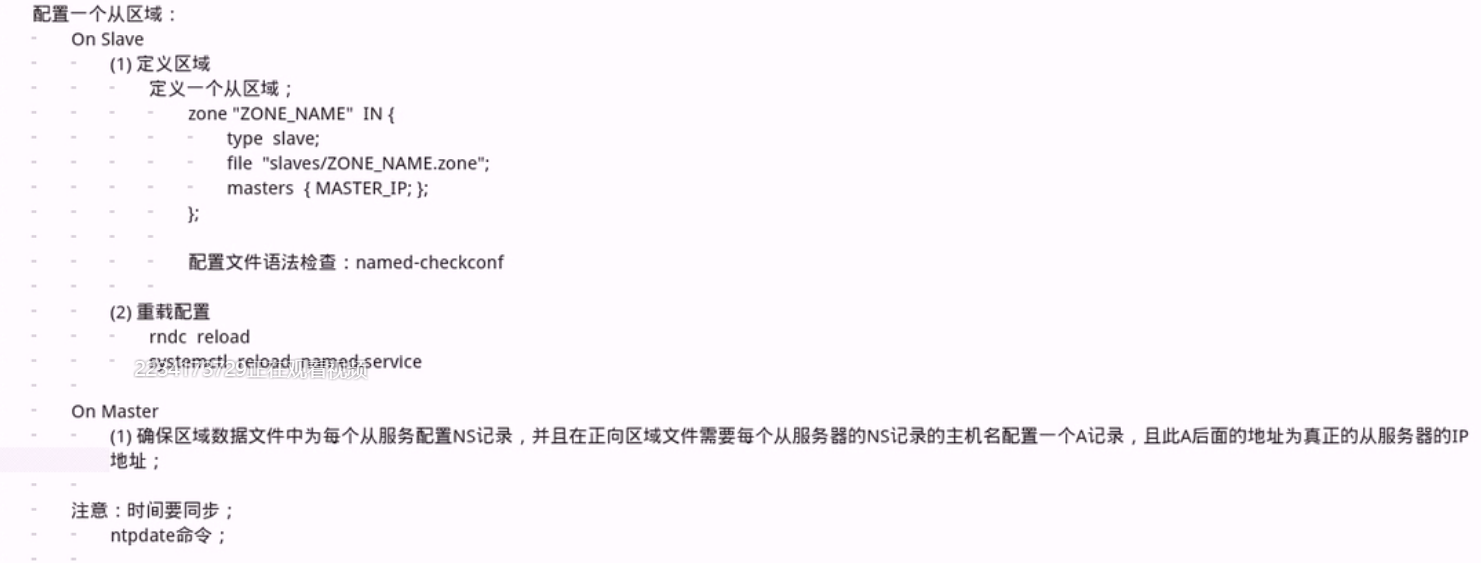 配置一个从区域：
On Slave
(1) 定义区域
定义一个从区域；
zone "ZONE_NAME" IN {
type slave;
file "slaves/ZONE_NAME.zone";
masters { MASTER_IP; };
};
配置文件语法检查：named-checkconf
(2) 重载配置
rndc reload
systemctl reload named.service
2234173729正在观看视频
On Master
(1) 确保区域数据文件中为每个从服务配置NS记录，并且在正向区域文件需要每个从服务器的NS记录的主机名配置一个A记录，且此A后面的地址为真正的从服务器的IP
地址；
注意：时间要同步；
ntpdate命令；